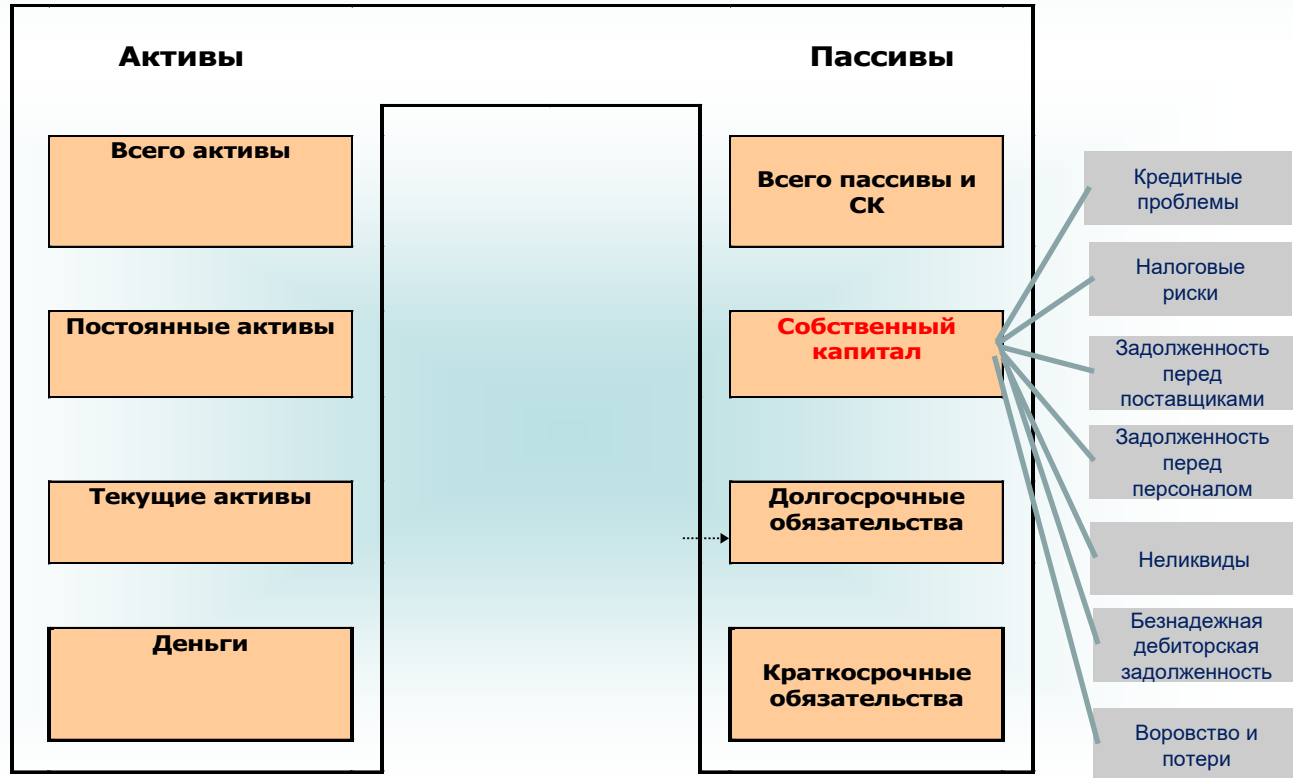 Активы
Пассивы
Всего активы
Всего пассивы и
СК
Постоянные активы
Собственный
капитал
Текущие активы
Долгосрочные
обязательства
Деньги
Краткосрочные
обязательства
Кредитные
проблемы
Налоговые
риски
Задолженность
перед
поставщиками
Задолженность
перед
персоналом
Неликвиды
Безнадежная
дебиторская
задолженность
Воровство и
потери